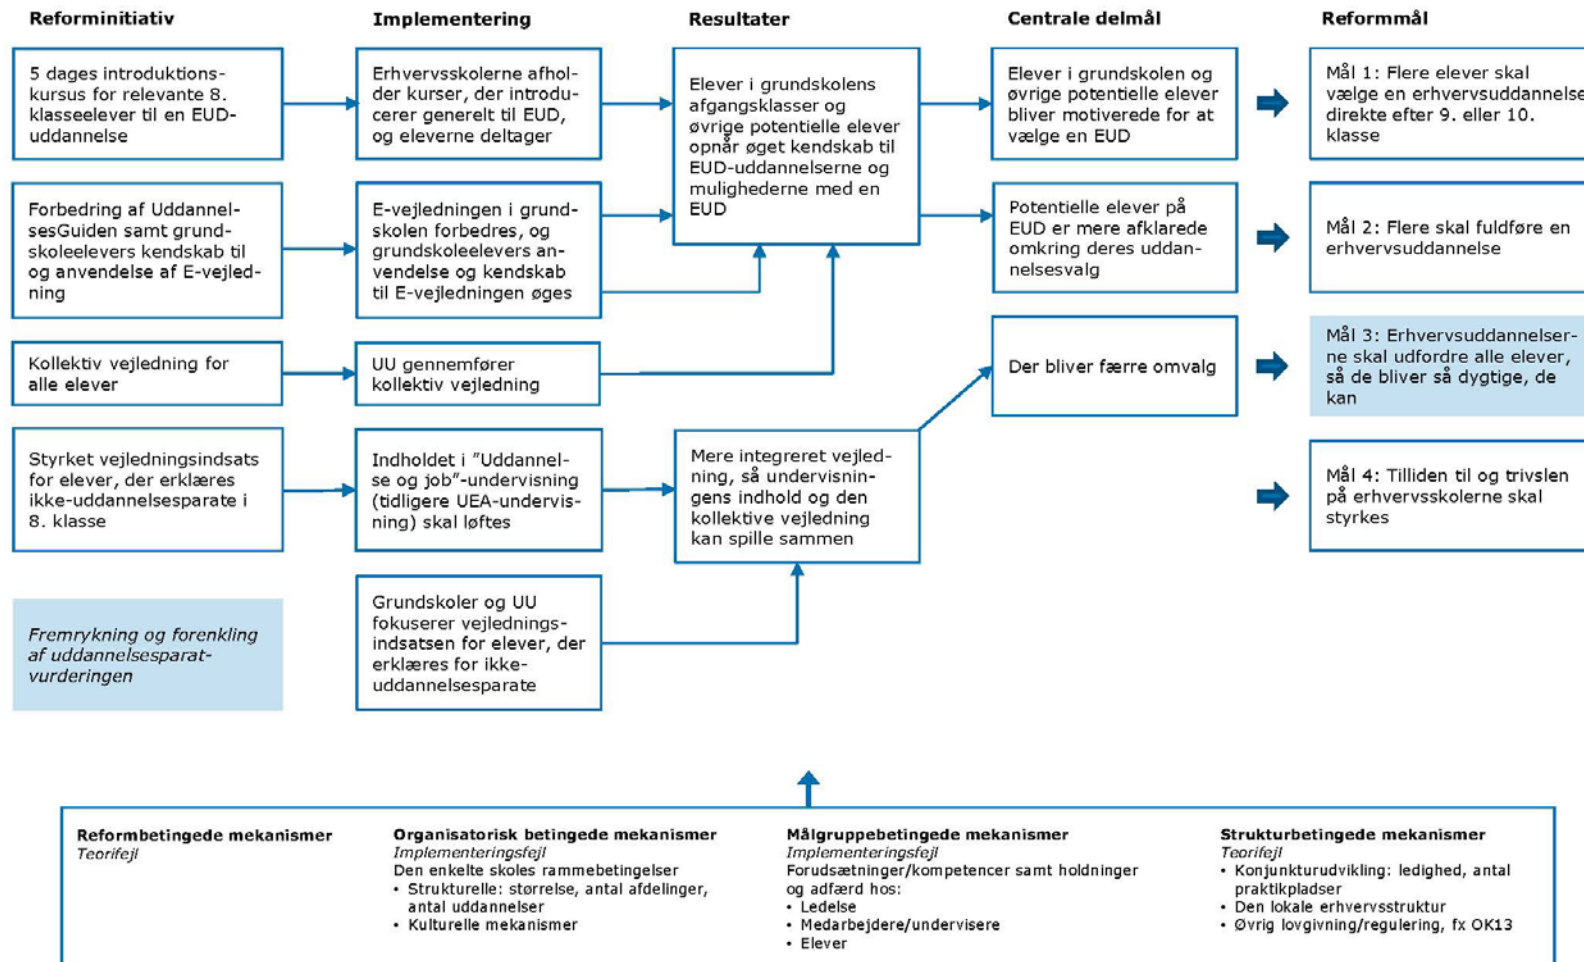 Reforminitiativ
Implementering
Resultater
Centrale delmål
Reformmål
5 dages introduktions-
kursus for relevante 8.
klasseelever til en EUD-
uddannelse
Erhvervsskolerne afhol-
der kurser, der introdu-
cerer generelt til EUD,
og eleverne deltager
Elever i grundskolens
afgangsklasser og
øvrige potentielle elever
opnår øget kendskab til
EUD-uddannelserne og
mulighederne med en
EUD
Elever i grundskolen og
øvrige potentielle elever
bliver motiverede for at
vælge en EUD
Mål 1: Flere elever skal
vælge en erhvervsuddannelse
direkte efter 9. eller 10.
klasse
Forbedring af Uddannel-
sesGuiden samt grund-
skoleelevers kendskab til
og anvendelse af E-vejled-
ning
E-vejledningen i grund-
skolen forbedres, og
grundskoleelevers an-
vendelse og kendskab
til E-vejledningen øges
Potentielle elever på
EUD er mere afklarede
omkring deres uddan-
nelsesvalg
Mål 2: Flere skal fuldføre en
erhvervsuddannelse
Kollektiv vejledning for
alle elever
UU gennemfører
kollektiv vejledning
Der bliver færre omvalg
Mål 3: Erhvervsuddannelser-
ne skal udfordre alle elever,
så de bliver så dygtige, de
kan
Styrket vejledningsindsats
for elever, der erklæres
ikke-uddannelsesparate i
8. klasse
Indholdet i ”Uddannel-
se og job”-undervisning
(tidligere UEA-undervis-
ning) skal løftes
Mere integreret vejled-
ning, så undervisnin-
gens indhold og den
kollektive vejledning
kan spille sammen
Mål 4: Tilliden til og trivslen
på erhvervsskolerne skal
styrkes
Fremrykning og forenkling
af uddannelsesparat-
vurderingen
Grundskoler og UU
fokuserer vejlednings-
indsatsen for elever, der
erklæres for ikke-
uddannelsesparate
Reformbetingede mekanismer
Teorifejl
Organisatorisk betingede mekanismer
Implementeringsfejl
Den enkelte skoles rammebetingelser
• Strukturelle: størrelse, antal afdelinger,
antal uddannelser
• Kulturelle mekanismer
Målgruppebetingede mekanismer
Implementeringsfejl
Forudsætninger/kompetencer samt holdninger
og adfærd hos:
• Ledelse
• Medarbejdere/undervisere
• Elever
Strukturbetingede mekanismer
Teorifejl
• Konjunkturudvikling: ledighed, antal
praktikpladser
• Den lokale erhvervsstruktur
• Øvrig lovgivning/regulering, fx OK13